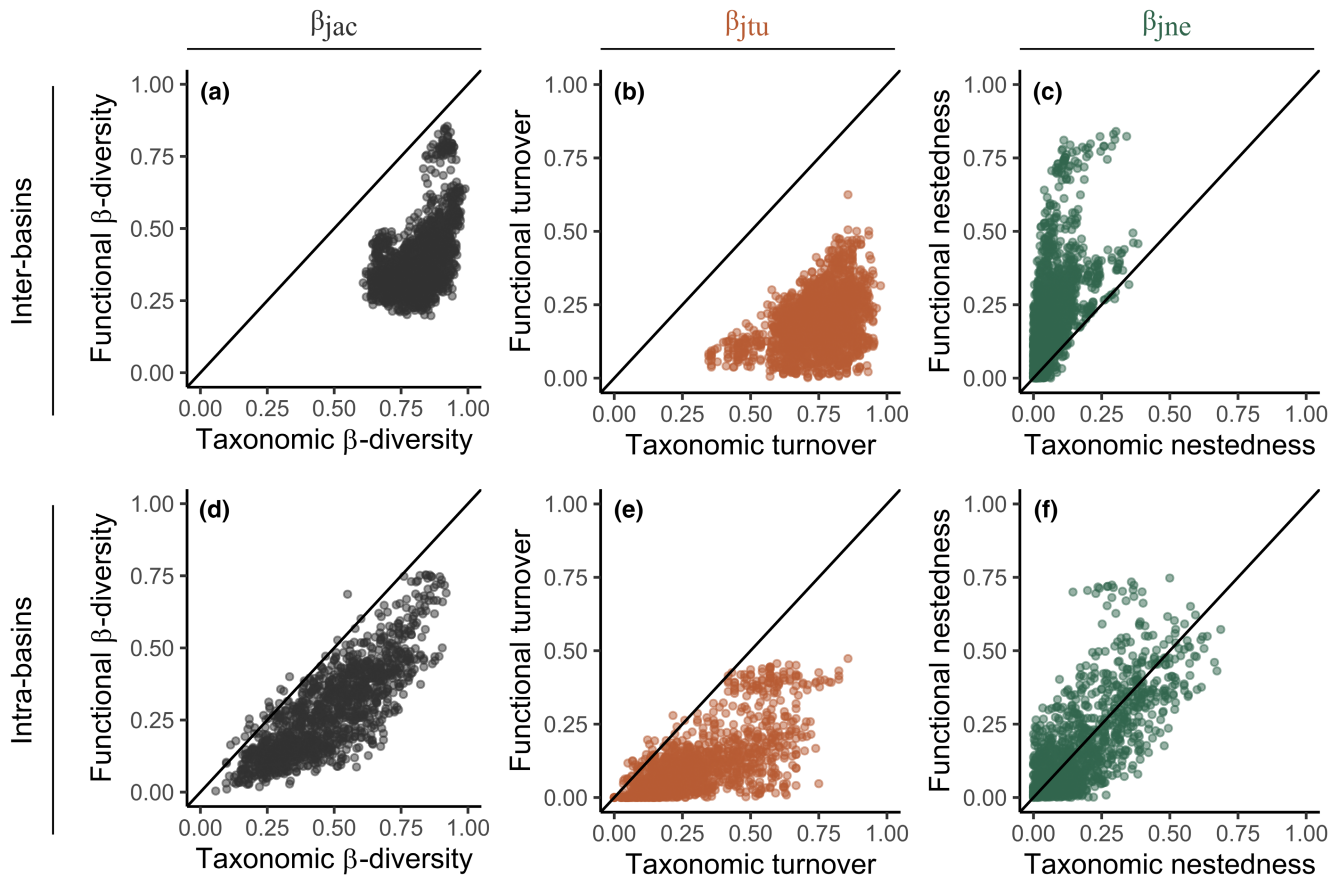 βjac
βjtu
βjne
Inter-basins
(a)
Functional β-diversity
1.00
0.75
0.50
0.25
0.00
0.00 0.25 0.50 0.75 1.00
Taxonomic β-diversity
(b)
Functional turnover
1.00
0.75
0.50
0.25
0.00
0.00 0.25 0.50 0.75 1.00
Taxonomic turnover
(c)
Functional nestedness
1.00
0.75
0.50
0.25
0.00
0.00 0.25 0.50 0.75 1.00
Taxonomic nestedness
Intra-basins
(d)
Functional β-diversity
1.00
0.75
0.50
0.25
0.00
0.00 0.25 0.50 0.75 1.00
Taxonomic β-diversity
(e)
Functional turnover
1.00
0.75
0.50
0.25
0.00
0.00 0.25 0.50 0.75 1.00
Taxonomic turnover
(f)
Functional nestedness
1.00
0.75
0.50
0.25
0.00
0.00 0.25 0.50 0.75 1.00
Taxonomic nestedness